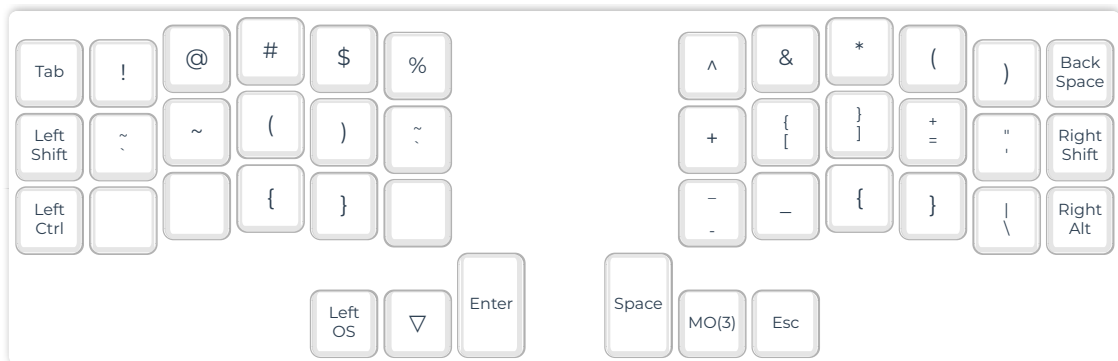 Tab ! @ # $ % ^ & * ( ) Back Space
Left Shift ~ ` ~ ( ) ~ ` + { [ } ] + = " ' Right Shift
Left Ctrl { } _ - _ { } | \ Right Alt
Left OS ▽ Enter Space MO(3) Esc